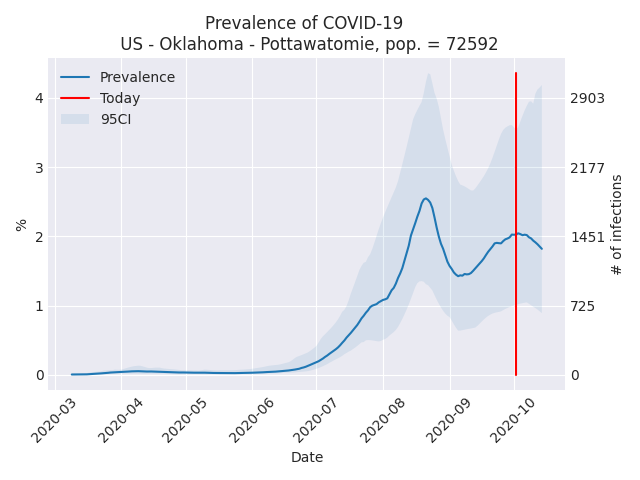 Prevalence of COVID-19
US - Oklahoma - Pottawatomie, pop. = 72592
Prevalence
Today
95CI
4
3
2
1
0
%
2903
2177
1451
725
0
# of infections
2020-03
2020-04
2020-05
2020-06
2020-07
2020-08
2020-09
2020-10
Date